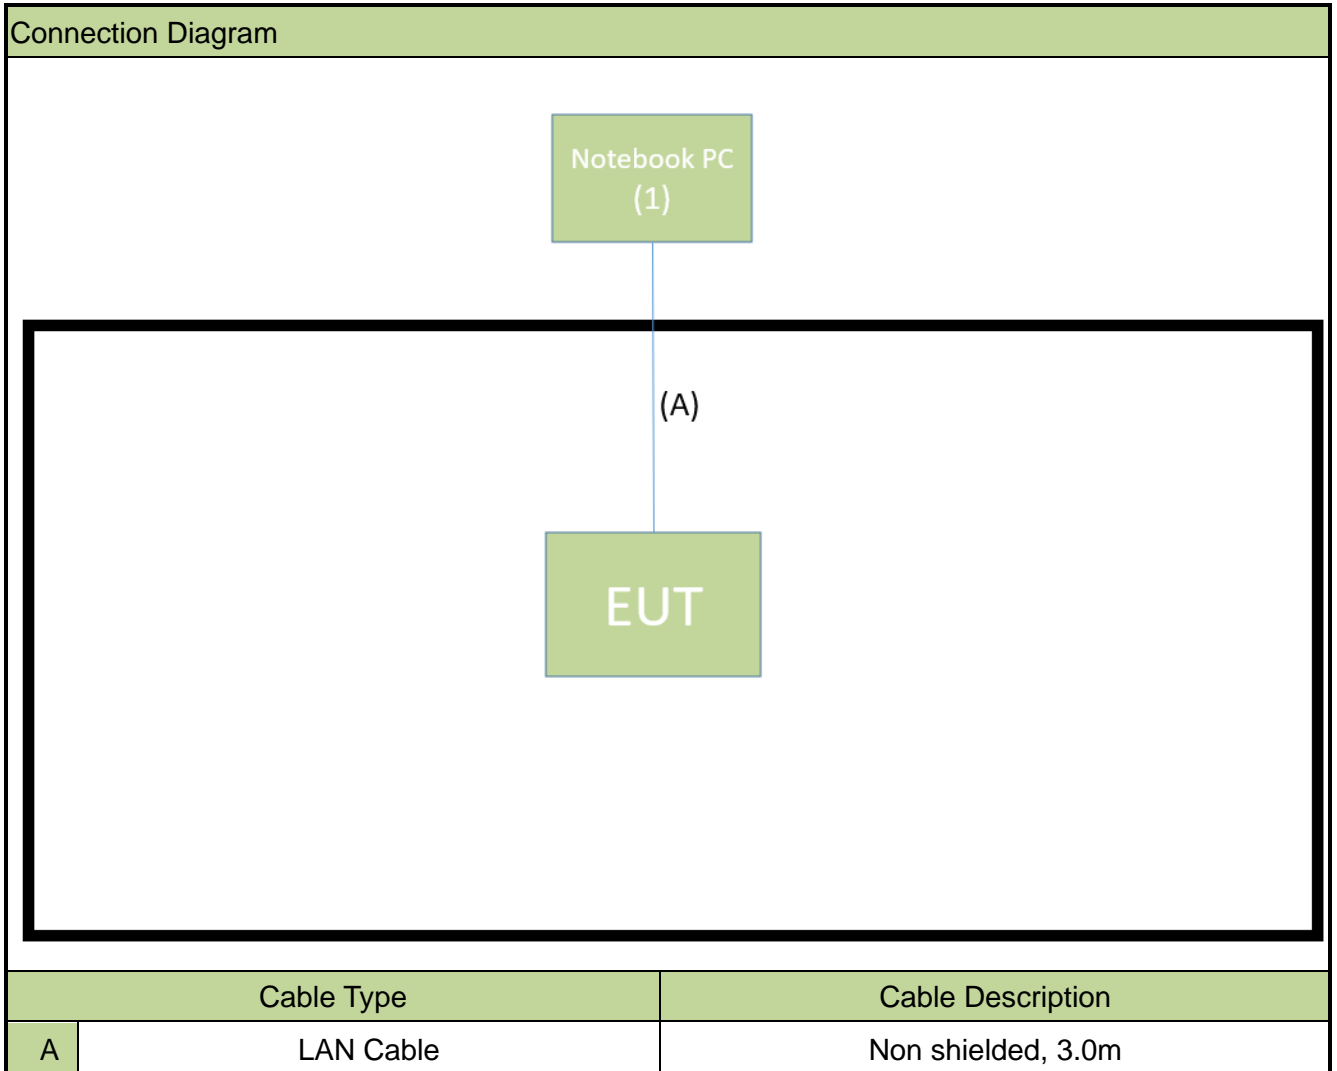 Connection Diagram
Notebook PC
(1)
(A)
EUT
Cable Type Cable Description
A LAN Cable Non shielded, 3.0m